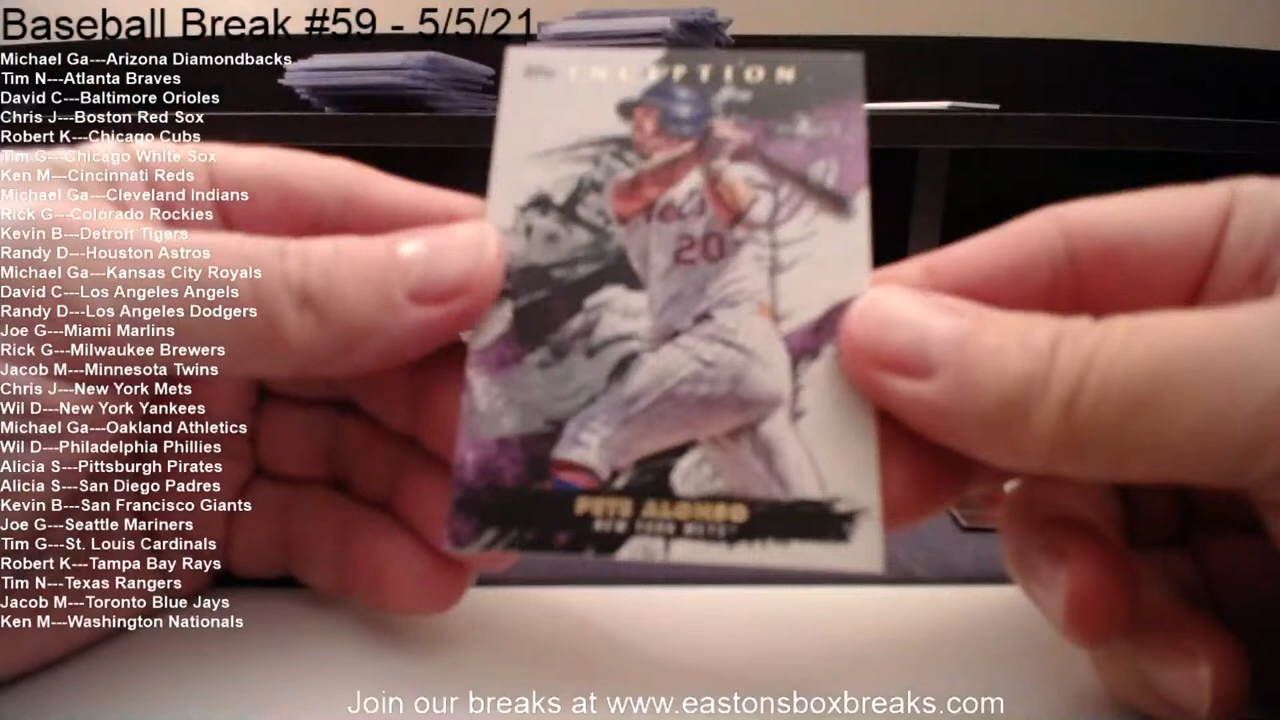 Baseball Break #59 - 5/5/21
Michael Ga---Arizona Diamondbacks
Tim N---Atlanta Braves
David C---Baltimore Orioles
Chris J---Boston Red Sox
Robert K---Chicago Cubs
Tim G---Chicago White Sox
Ken M---Cincinnati Reds
Michael Ga---Cleveland Indians
Rick G---Colorado Rockies
Kevin B---Detroit Tigers
Randy D---Houston Astros
Michael Ga---Kansas City Royals
David C---Los Angeles Angels
Randy D---Los Angeles Dodgers
Joe G---Miami Marlins
Rick G---Milwaukee Brewers
Jacob M---Minnesota Twins
Chris J---New York Mets
Wil D---New York Yankees
Michael Ga---Oakland Athletics
Wil D---Philadelphia Phillies
Alicia S---Pittsburgh Pirates
Alicia S---San Diego Padres
Kevin B---San Francisco Giants
Joe G---Seattle Mariners
Tim G---St. Louis Cardinals
Robert K---Tampa Bay Rays
Tim N---Texas Rangers
Jacob M---Toronto Blue Jays
Ken M---Washington Nationals
Topps INCEPTION
Mets
20
PETE ALONSO
NEW YORK METS
Join our breaks at www.eastonsboxbreaks.com